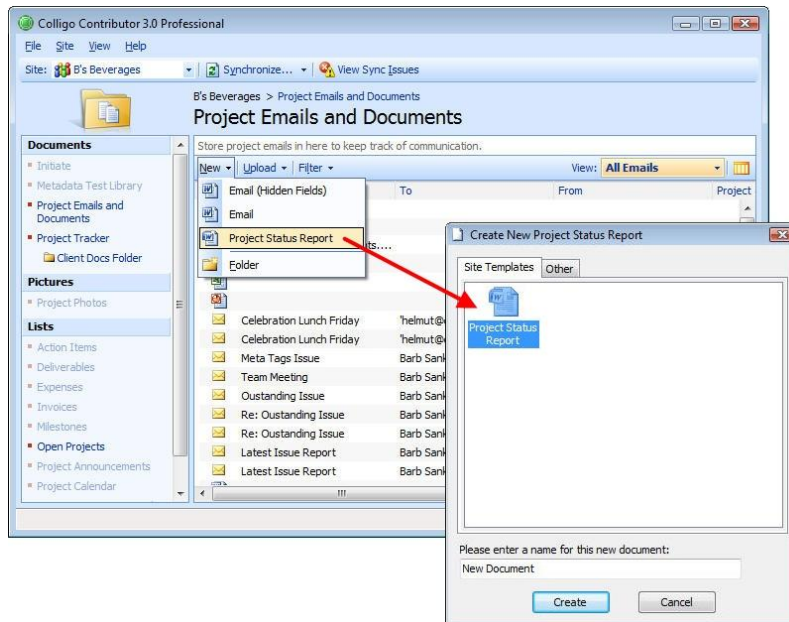 Colligo Contributor 3.0 Professional
File Site View Help
Site: B's Beverages Synchronize... View Sync Issues
B's Beverages > Project Emails and Documents
Project Emails and Documents
Documents
Initiate
Metadata Test Library
Project Emails and
Documents
Project Tracker
Client Docs Folder
Pictures
Project Photos
Lists
Action Items
Deliverables
Expenses
Invoices
Milestones
Open Projects
Project Announcements
Project Calendar
Store project emails in here to keep track of communication.
New Upload Filter View: All Emails
To From Project
Email (Hidden Fields)
Email
Project Status Report
Folder
Celebration Lunch Friday 'helmut@
Celebration Lunch Friday 'helmut@
Meta Tags Issue Barb Sank
Team Meeting Barb Sank
Oustanding Issue Barb Sank
Re: Oustanding Issue Barb Sank
Re: Oustanding Issue Barb Sank
Latest Issue Report Barb Sank
Latest Issue Report Barb Sank
Create New Project Status Report
Site Templates Other
Project Status
Report
Please enter a name for this new document:
New Document
Create Cancel